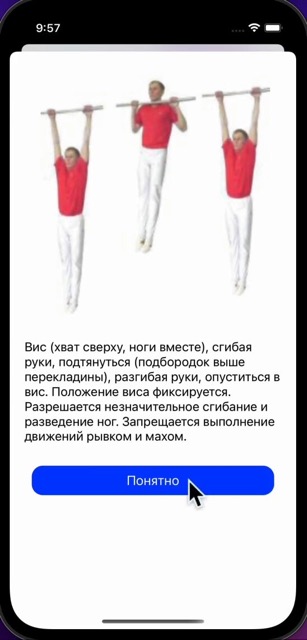 9:57
Вис (хват сверху, ноги вместе), сгибая
руки, подтянуться (подбородок выше
перекладины), разгибая руки, опуститься в
вис. Положение виса фиксируется.
Разрешается незначительное сгибание и
разведение ног. Запрещается выполнение
движений рывком и махом.
Понятно